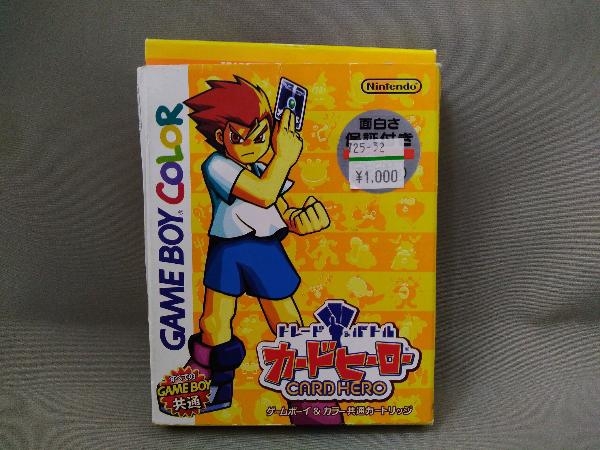 Nintendo
面白さ
保証付き
25-32
¥1,000
GAME BOY COLOR
トレード&バトル
カードヒーロー
CARD HERO
ゲームボーイ&カラー共通カートリッジ
GAME BOY
共通